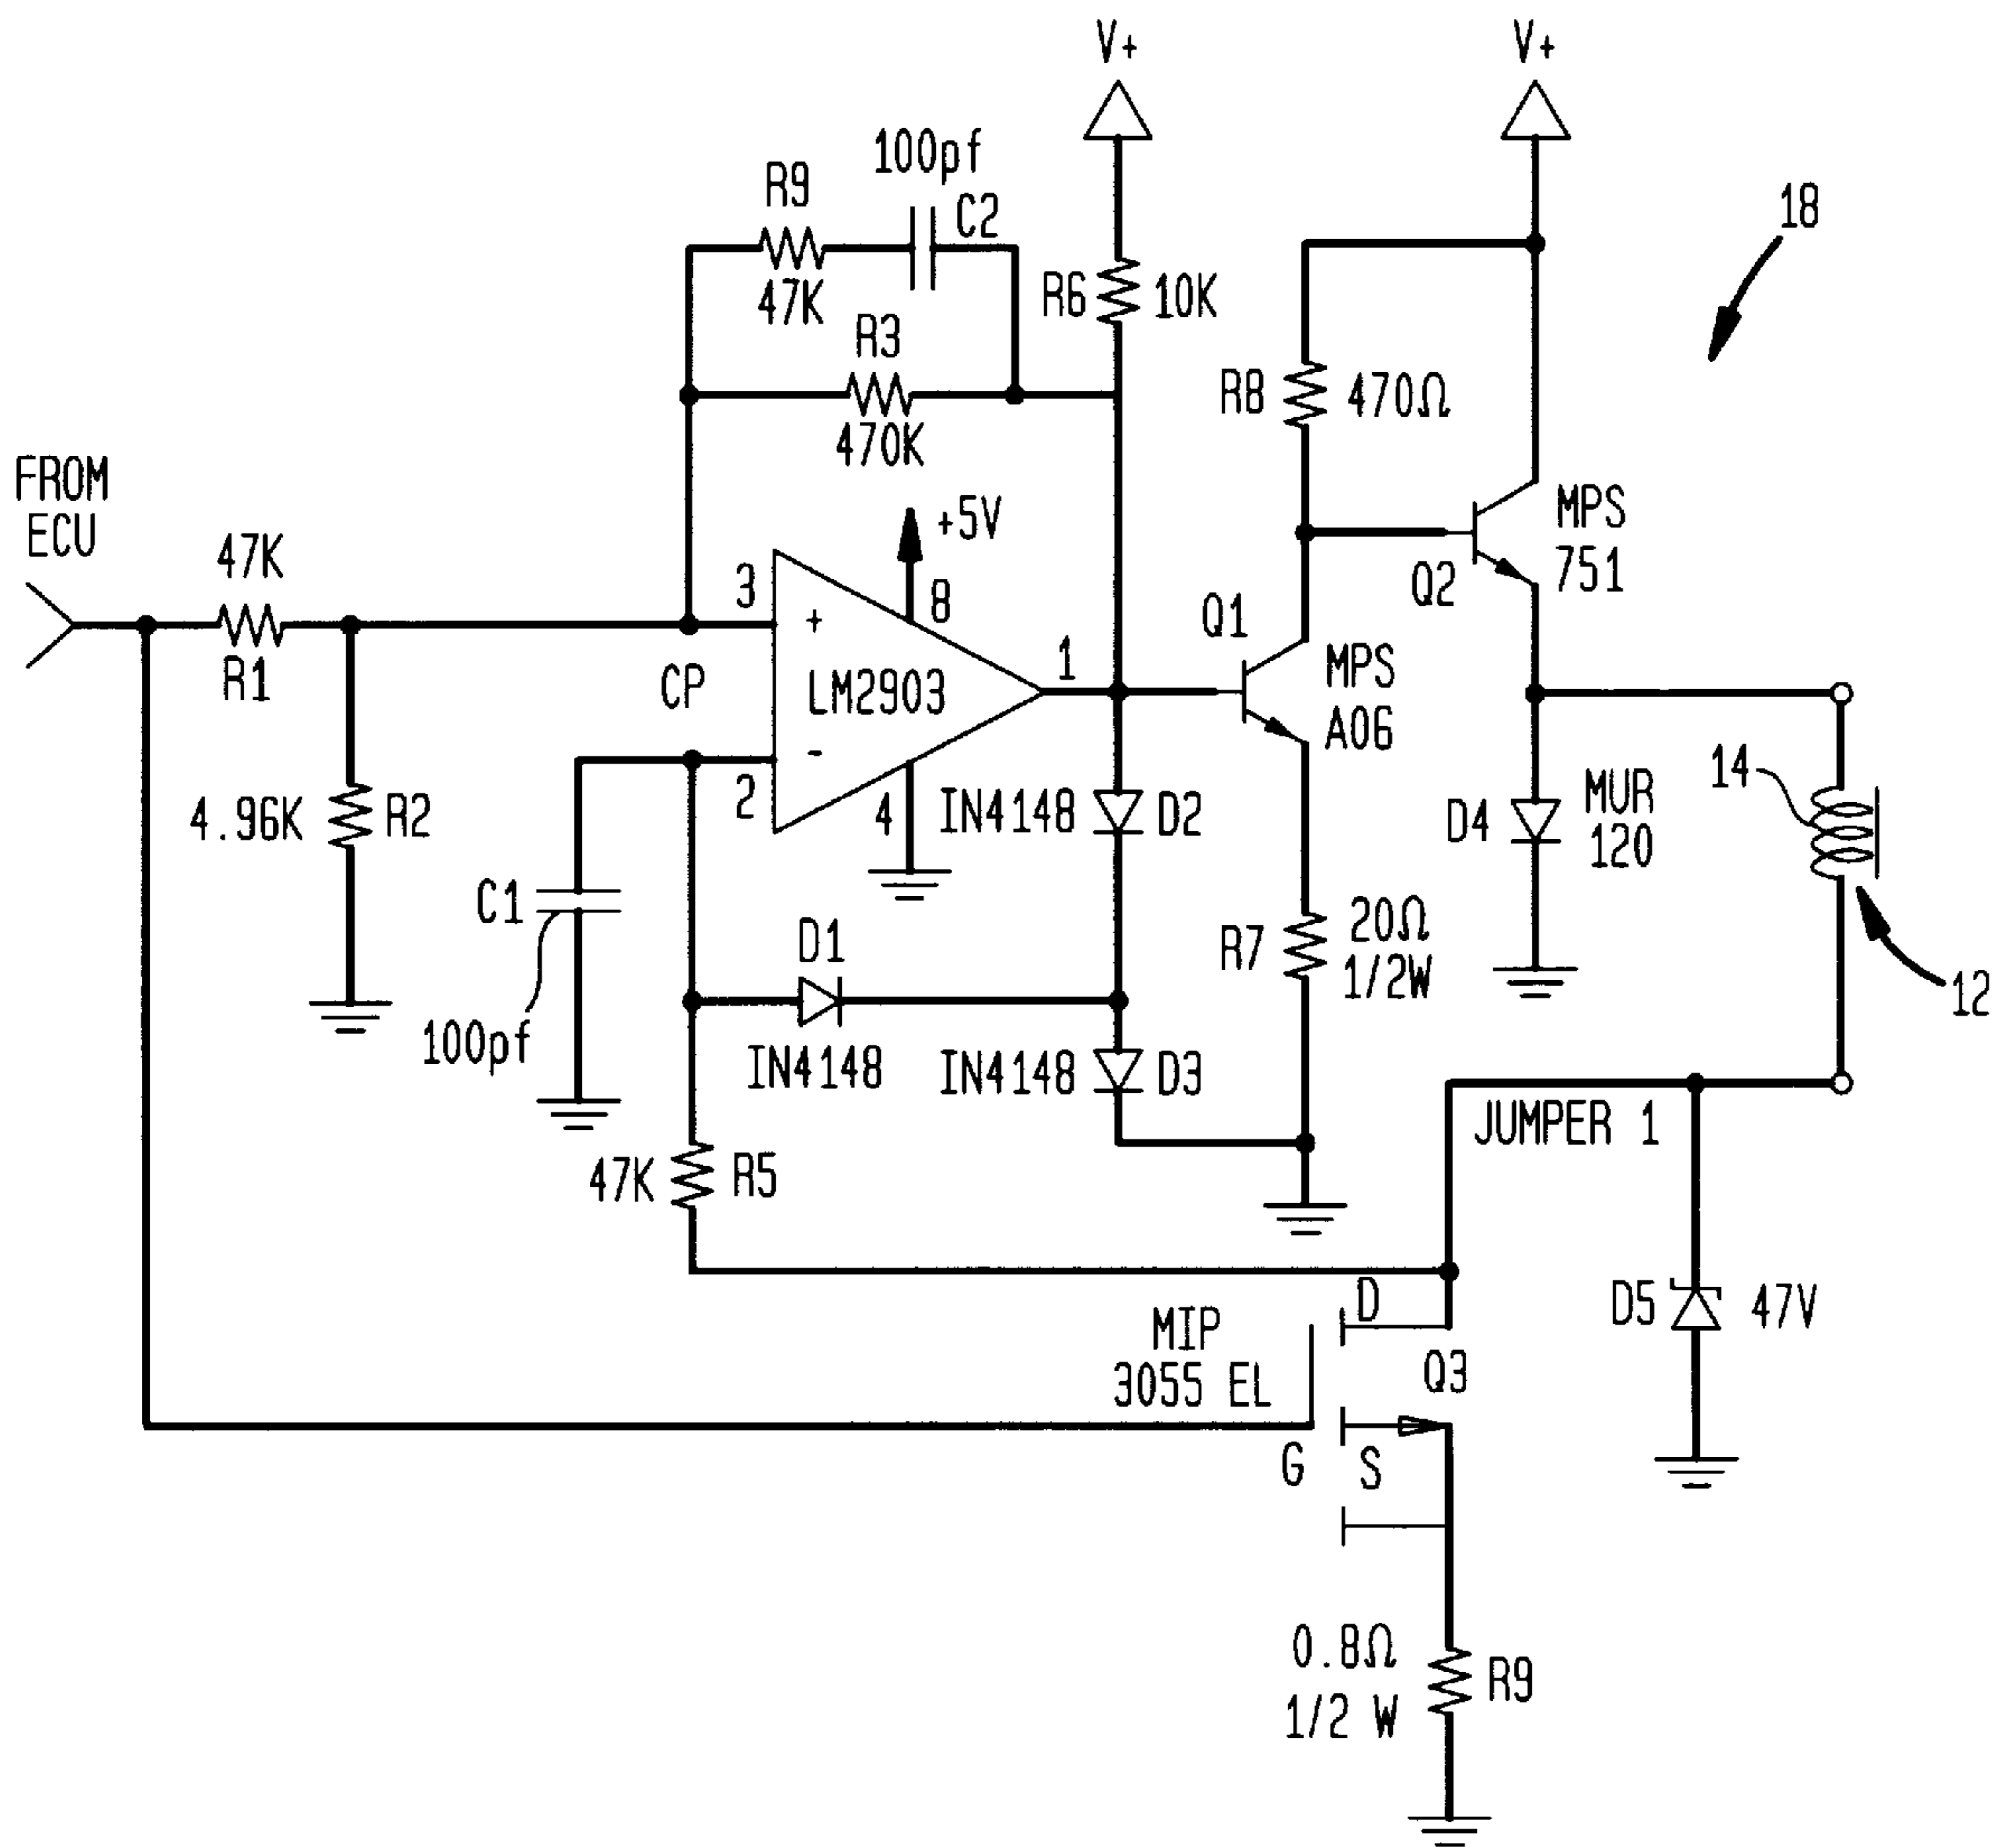 V+
V+
100pf
R9
C2
18
47K
R6
10K
R3
R8
470Ω
470K
FROM
ECU
+5V
MPS
751
47K
3
+
8
Q2
Q1
R1
CP
LM2903
1
MPS
A06
-
2
4
4.96K
R2
IN4148
D2
D4
MUR
120
14
C1
D1
R7
20Ω
1/2W
12
100pf
IN4148
IN4148
D3
JUMPER 1
47K
R5
D
MIP
3055 EL
Q3
D5
47V
G
S
0.8Ω
1/2 W
R9